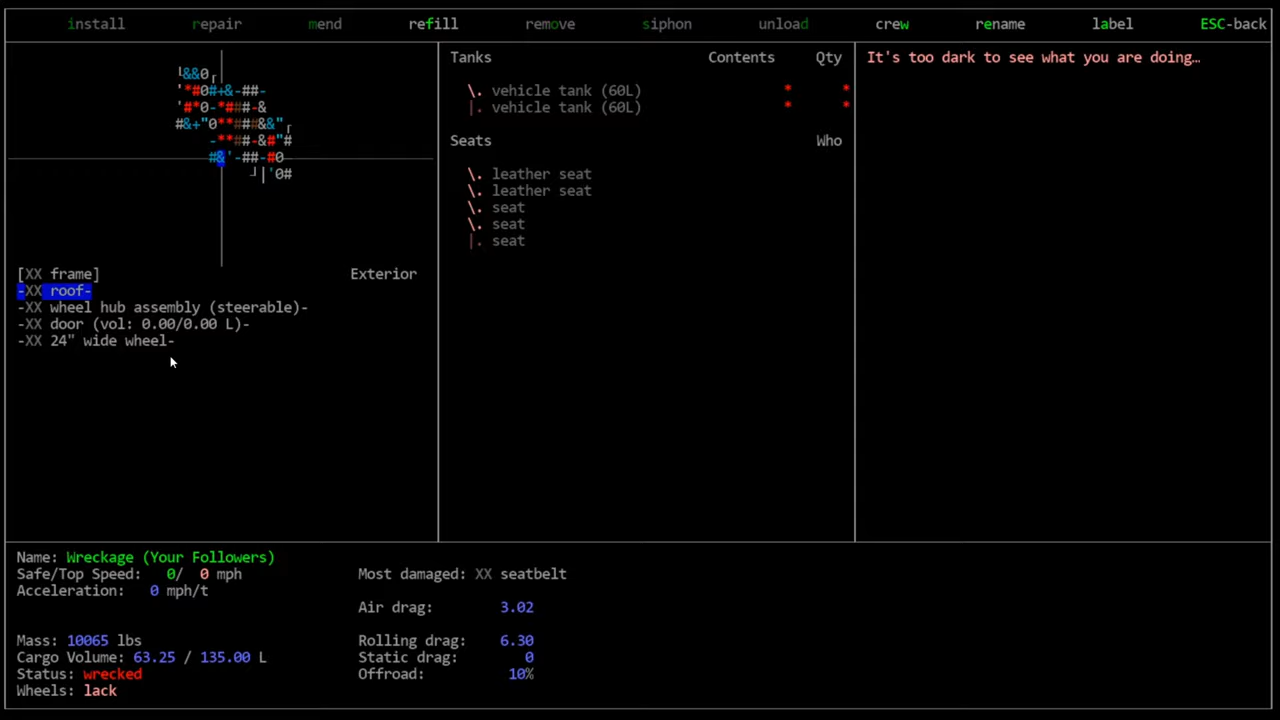 install repair mend refill remove siphon unload crew rename label ESC-back
Tanks Contents Qty
\. vehicle tank (60L) * *
|. vehicle tank (60L) * *
Seats Who
\. leather seat
\. leather seat
\. seat
\. seat
|. seat
It's too dark to see what you are doing…
[XX frame] Exterior
-XX roof-
-XX wheel hub assembly (steerable)-
-XX door (vol: 0.00/0.00 L)-
-XX 24" wide wheel-
Name: Wreckage (Your Followers)
Safe/Top Speed: 0/ 0 mph
Acceleration: 0 mph/t
Mass: 10065 lbs
Cargo Volume: 63.25 / 135.00 L
Status: wrecked
Wheels: lack
Most damaged: XX seatbelt
Air drag: 3.02
Rolling drag: 6.30
Static drag: 0
Offroad: 10%